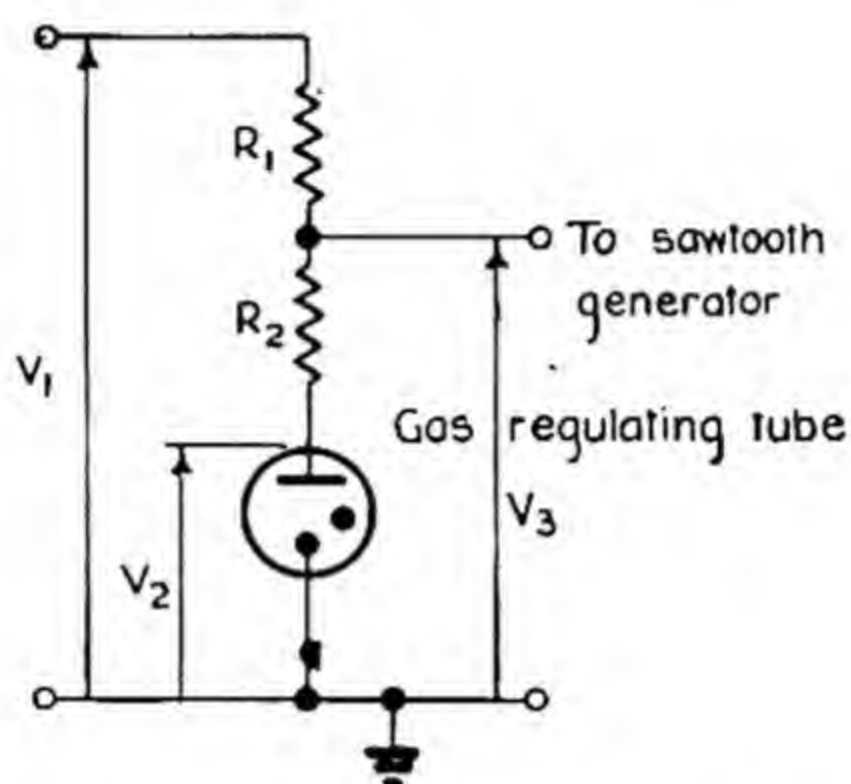 R₁
To sawtooth
generator
R₂
V₁
Gas regulating tube
V₃
V₂